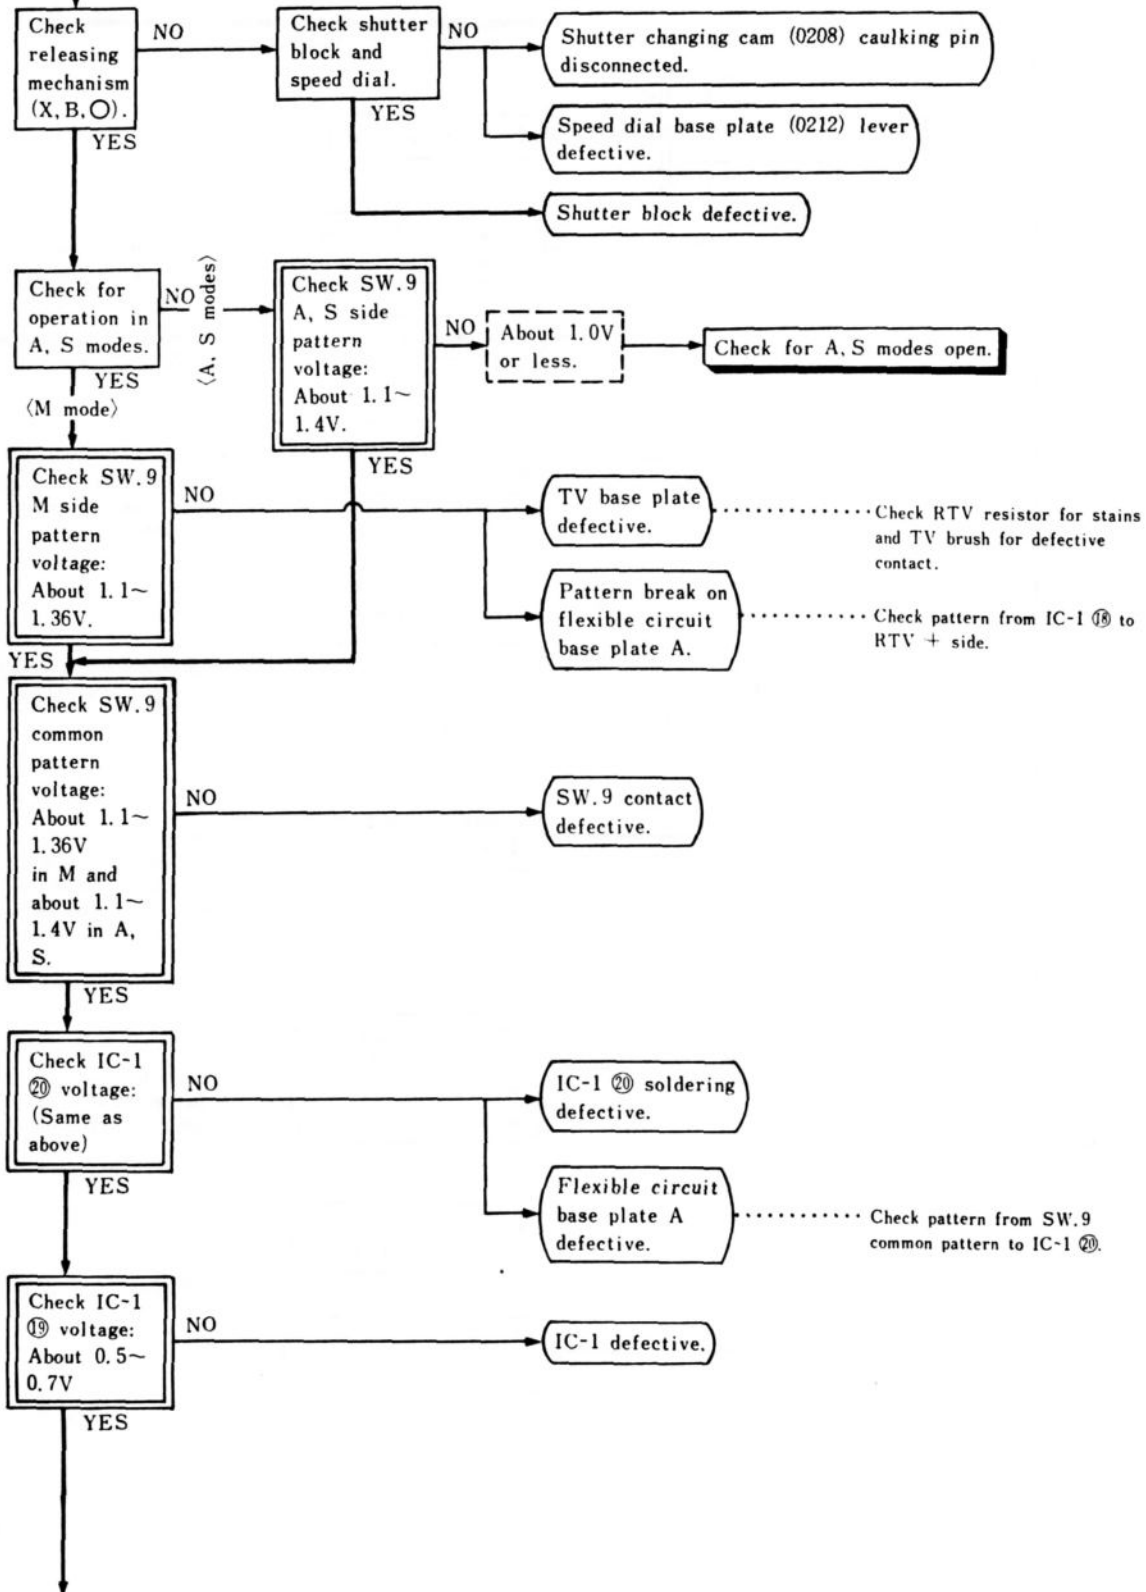 Check
releasing
mechanism
(X, B, ○).
NO
YES
Check shutter
block and
speed dial.
NO
YES
Shutter changing cam (0208) caulking pin
disconnected.
Speed dial base plate (0212) lever
defective.
Shutter block defective.
Check for
operation in
A, S modes.
NO
⟨A, S modes⟩
YES
⟨M mode⟩
Check SW.9
A, S side
pattern
voltage:
About 1.1~
1.4V.
NO
YES
About 1.0V
or less.
Check for A, S modes open.
Check SW.9
M side
pattern
voltage:
About 1.1~
1.36V.
NO
YES
TV base plate
defective.
Check RTV resistor for stains
and TV brush for defective
contact.
Pattern break on
flexible circuit
base plate A.
Check pattern from IC-1 ⑱ to
RTV + side.
Check SW.9
common
pattern
voltage:
About 1.1~
1.36V
in M and
about 1.1~
1.4V in A,
S.
NO
YES
SW.9 contact
defective.
Check IC-1
⑳ voltage:
(Same as
above)
NO
YES
IC-1 ⑳ soldering
defective.
Flexible circuit
base plate A
defective.
Check pattern from SW.9
common pattern to IC-1 ⑳.
Check IC-1
⑲ voltage:
About 0.5~
0.7V
NO
YES
IC-1 defective.